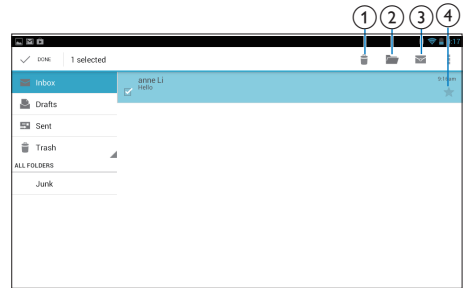 1 2 3 4
DONE 1 selected
Inbox
anne Li
Hello
Drafts
Sent
Trash
ALL FOLDERS
Junk